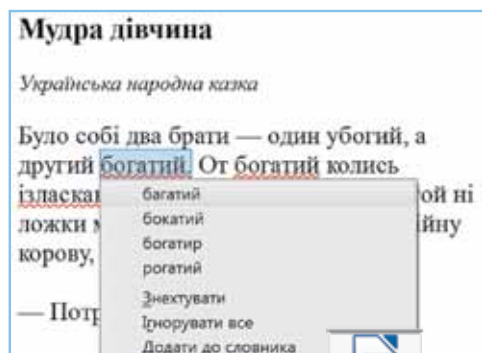 Мудра дівчина
Українська народна казка
Було собі два брати — один убогий, а
другий богатий. От богатий колись
ізласкав ой ні
ложки м йну
корову,
— Потр
багатий
бокатий
богатир
рогатий
Знехтувати
Ігнорувати все
Додати до словника